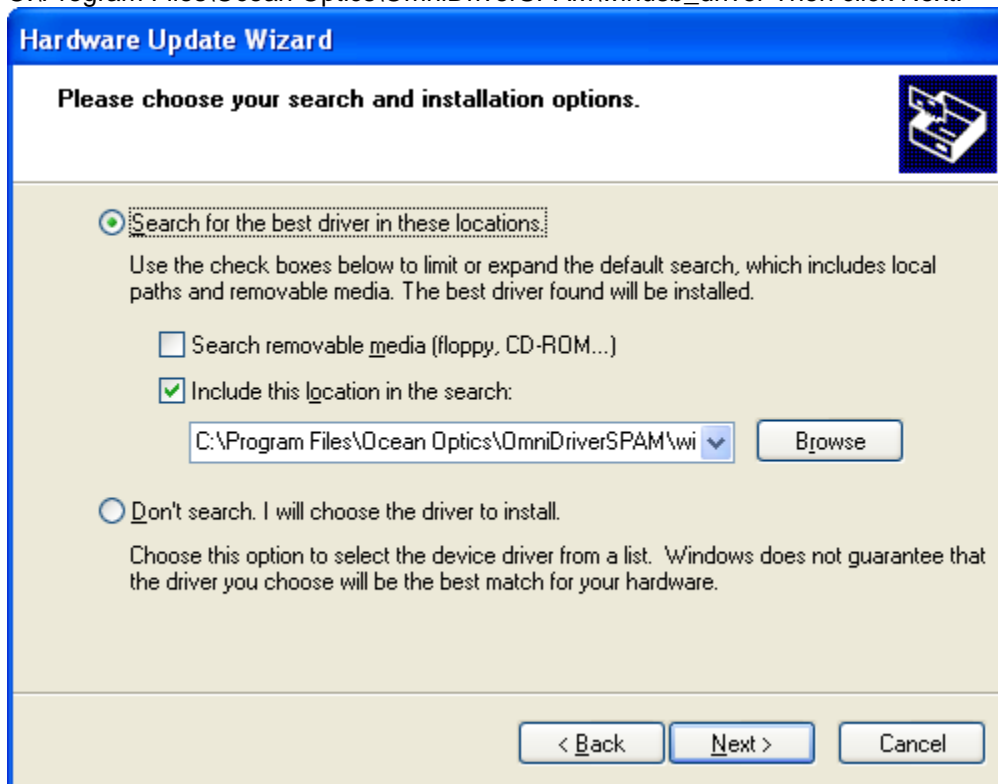 Hardware Update Wizard
Please choose your search and installation options.
Search for the best driver in these locations.
Use the check boxes below to limit or expand the default search, which includes local
paths and removable media. The best driver found will be installed.
Search removable media (floppy, CD-ROM...)
Include this location in the search:
C:\Program Files\Ocean Optics\OmniDriverSPAM\wi
Browse
Don't search. I will choose the driver to install.
Choose this option to select the device driver from a list. Windows does not guarantee that
the driver you choose will be the best match for your hardware.
< Back
Next >
Cancel